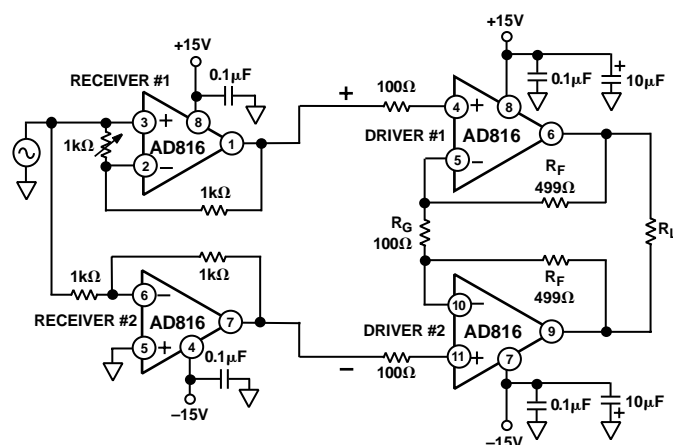 +15V
RECEIVER #1
0.1µF
3
+
8
1kΩ
AD816
1
2
–
1kΩ
+
100Ω
+15V
0.1µF
+
10µF
4
+
8
DRIVER #1
AD816
6
5
–
RF
499Ω
RG
100Ω
RL
1kΩ
1kΩ
6
–
RECEIVER #2
AD816
7
5
+
4
0.1µF
–15V
–
100Ω
RF
499Ω
10
–
DRIVER #2
AD816
9
11
+
7
0.1µF
10µF
+
–15V